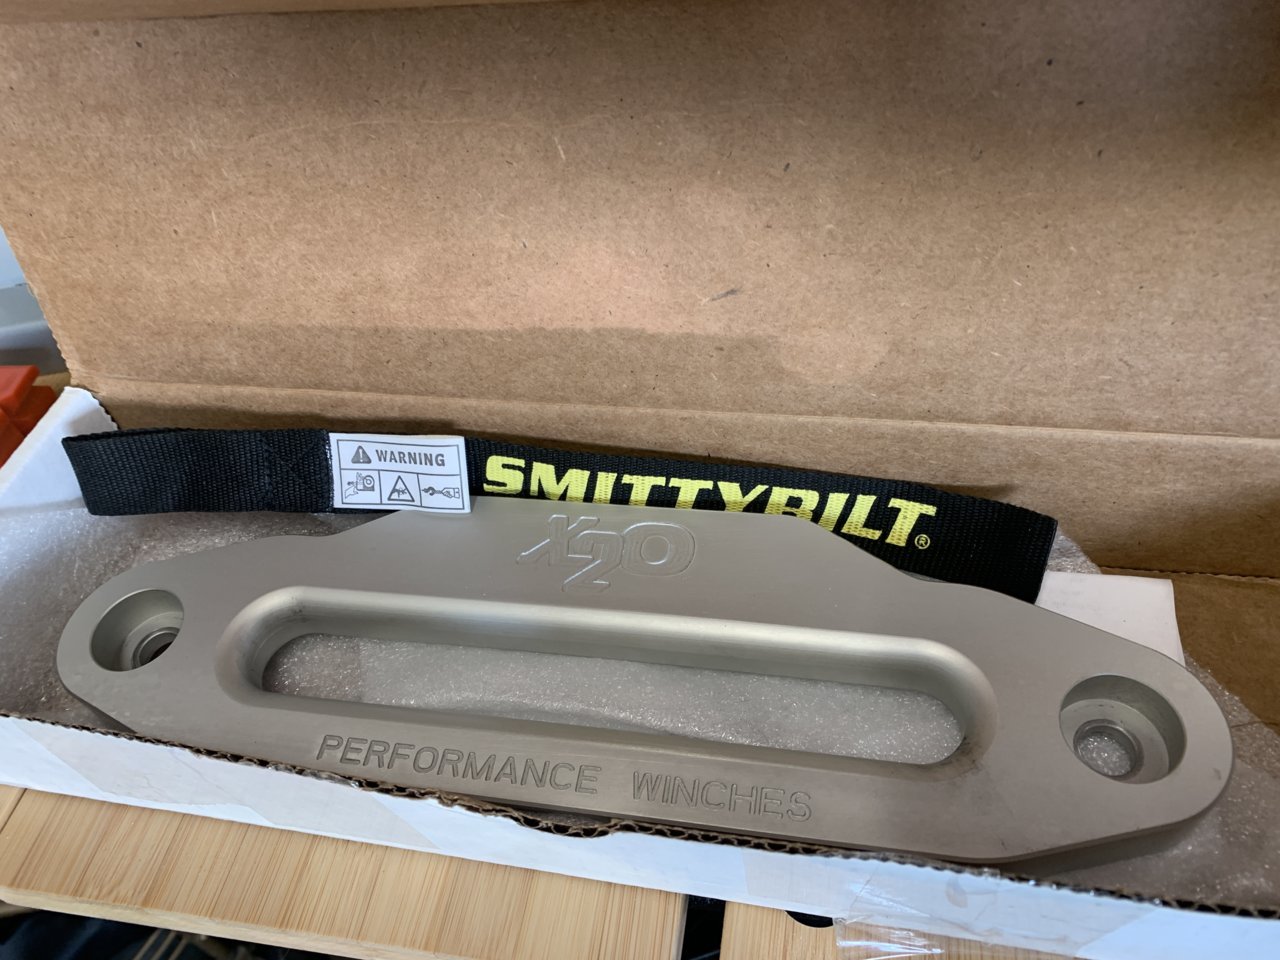 WARNING
SMITTYBILT®
X2O
PERFORMANCE WINCHES